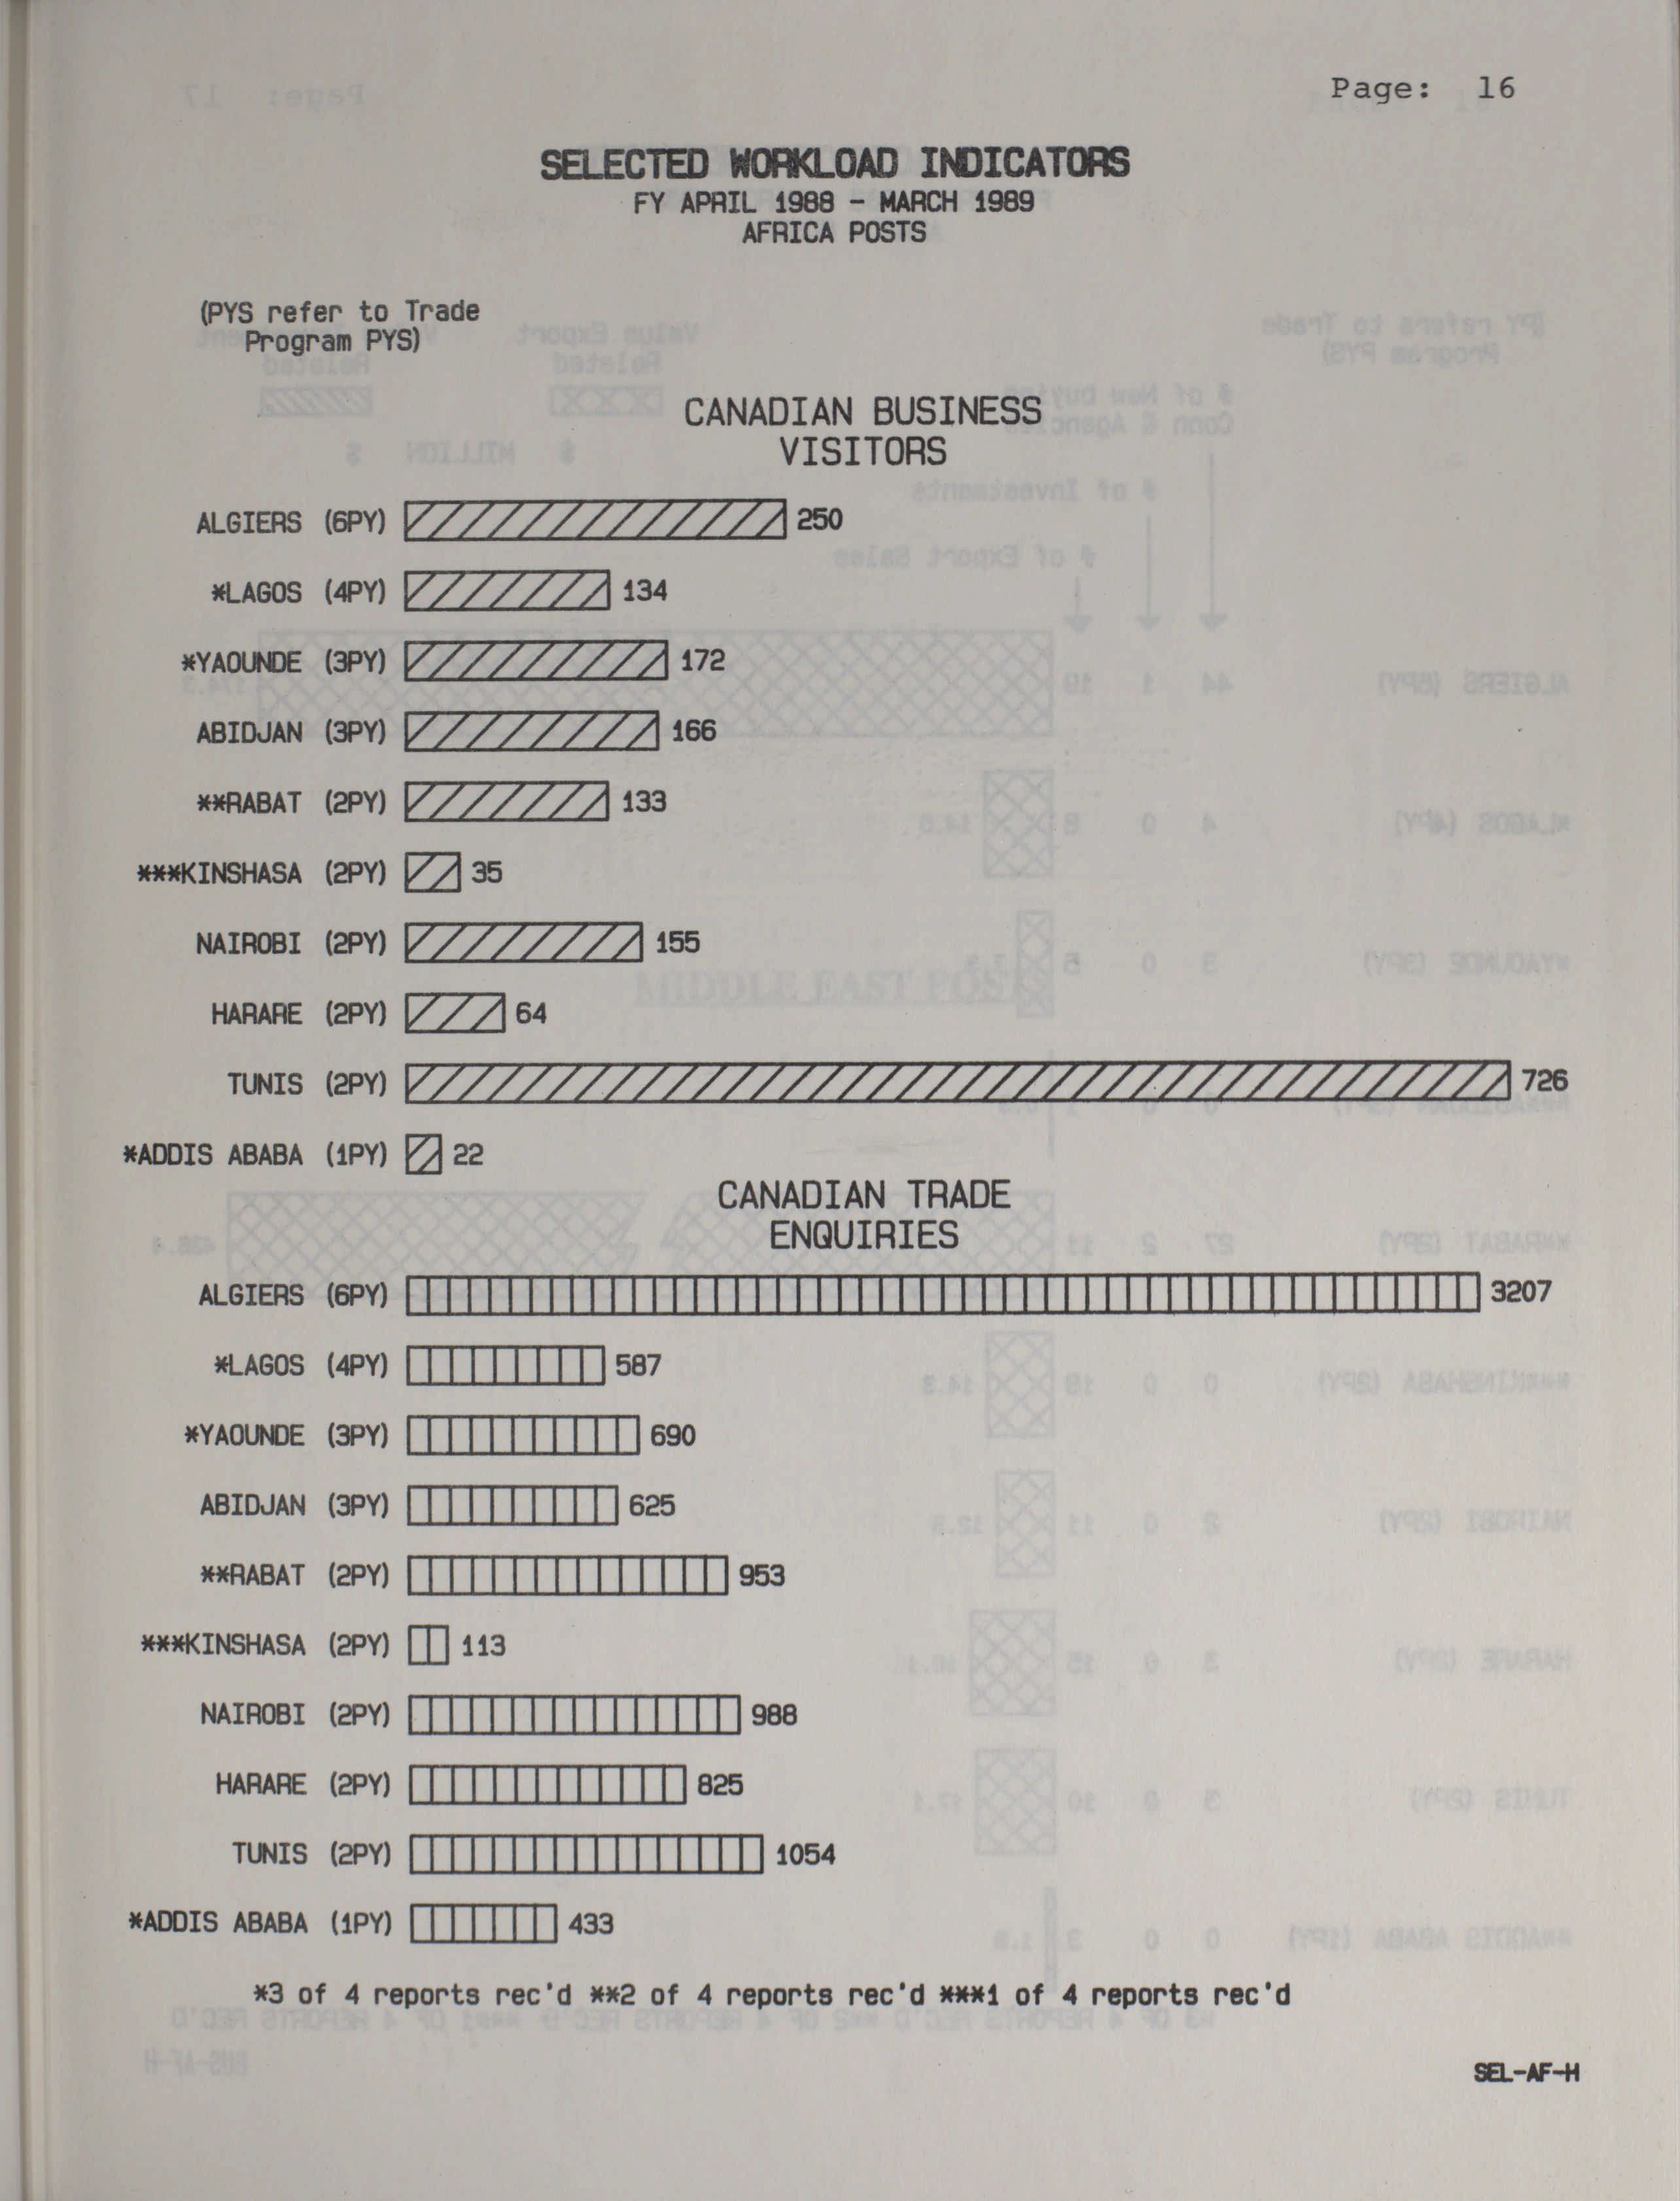 Page: 16
SELECTED WORKLOAD INDICATORS
FY APRIL 1988 - MARCH 1989
AFRICA POSTS
(PYS refer to Trade
Program PYS)
CANADIAN BUSINESS
VISITORS
ALGIERS (6PY) 250
*LAGOS (4PY) 134
*YAOUNDE (3PY) 172
ABIDJAN (3PY) 166
**RABAT (2PY) 133
***KINSHASA (2PY) 35
NAIROBI (2PY) 155
HARARE (2PY) 64
TUNIS (2PY) 726
*ADDIS ABABA (1PY) 22
CANADIAN TRADE
ENQUIRIES
ALGIERS (6PY) 3207
*LAGOS (4PY) 587
*YAOUNDE (3PY) 690
ABIDJAN (3PY) 625
**RABAT (2PY) 953
***KINSHASA (2PY) 113
NAIROBI (2PY) 988
HARARE (2PY) 825
TUNIS (2PY) 1054
*ADDIS ABABA (1PY) 433
*3 of 4 reports rec'd **2 of 4 reports rec'd ***1 of 4 reports rec'd
SEL-AF-H